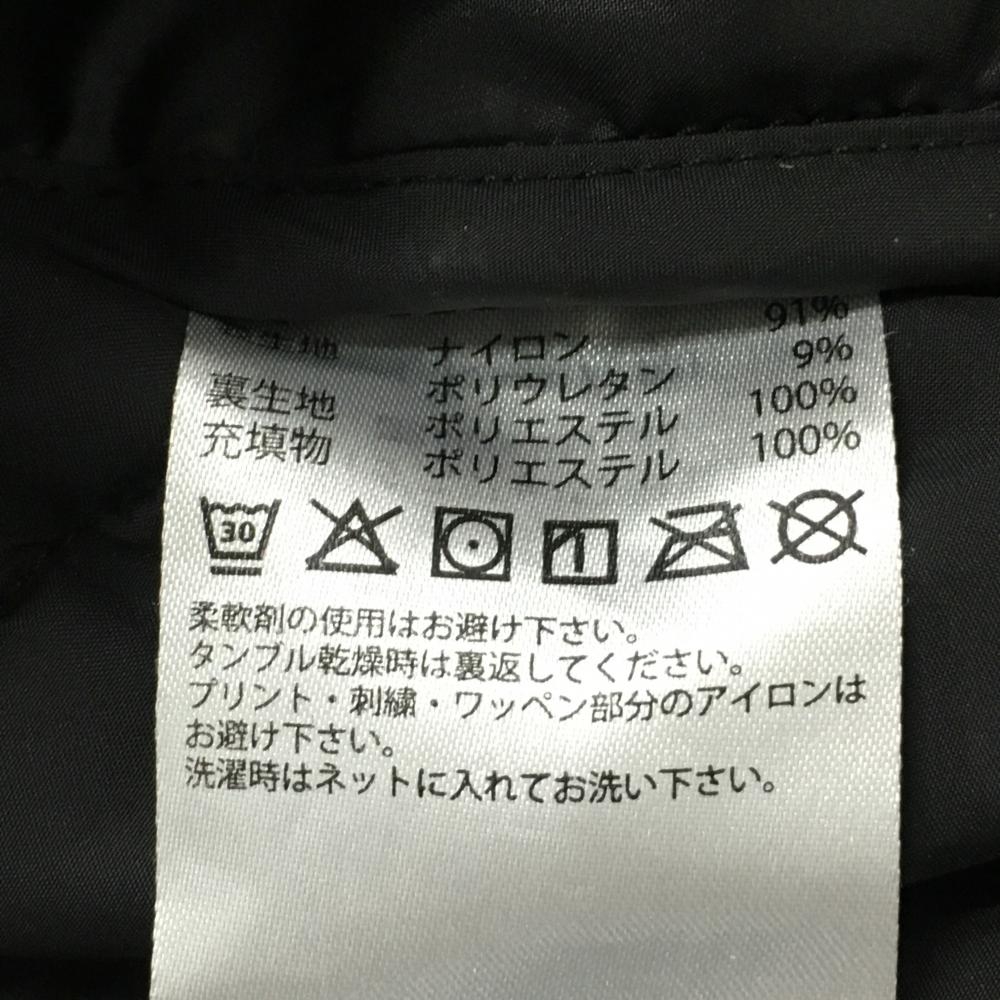 生地 ナイロン 91%
ポリウレタン 9%
裏生地 ポリエステル 100%
充填物 ポリエステル 100%
30
柔軟剤の使用はお避け下さい。
タンブル乾燥時は裏返してください。
プリント・刺繍・ワッペン部分のアイロンは
お避け下さい。
洗濯時はネットに入れてお洗い下さい。